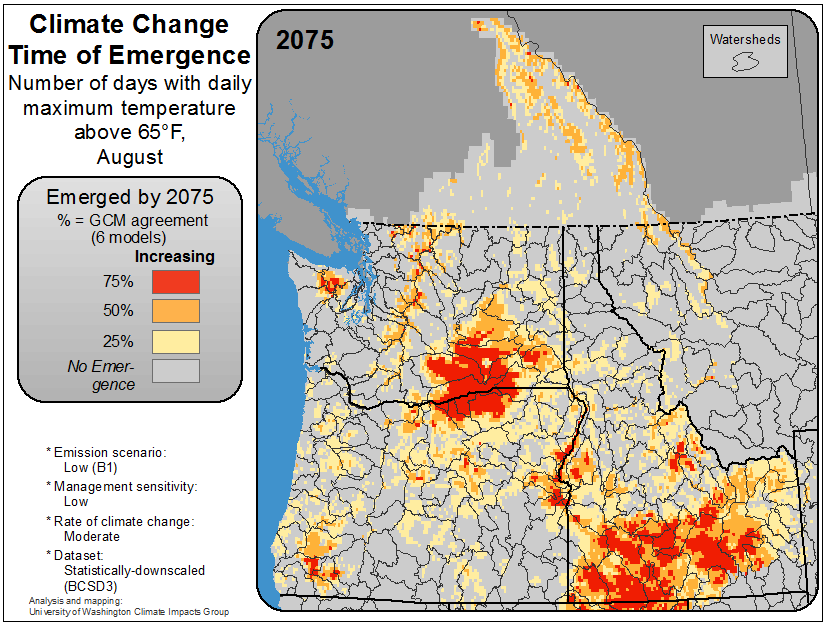 Climate Change
Time of Emergence
Number of days with daily
maximum temperature
above 65°F,
August
Emerged by 2075
% = GCM agreement
(6 models)
Increasing
75%
50%
25%
No Emer-
gence
* Emission scenario:
Low (B1)
* Management sensitivity:
Low
* Rate of climate change:
Moderate
* Dataset:
Statistically-downscaled
(BCSD3)
Analysis and mapping:
University of Washington Climate Impacts Group
2075
Watersheds